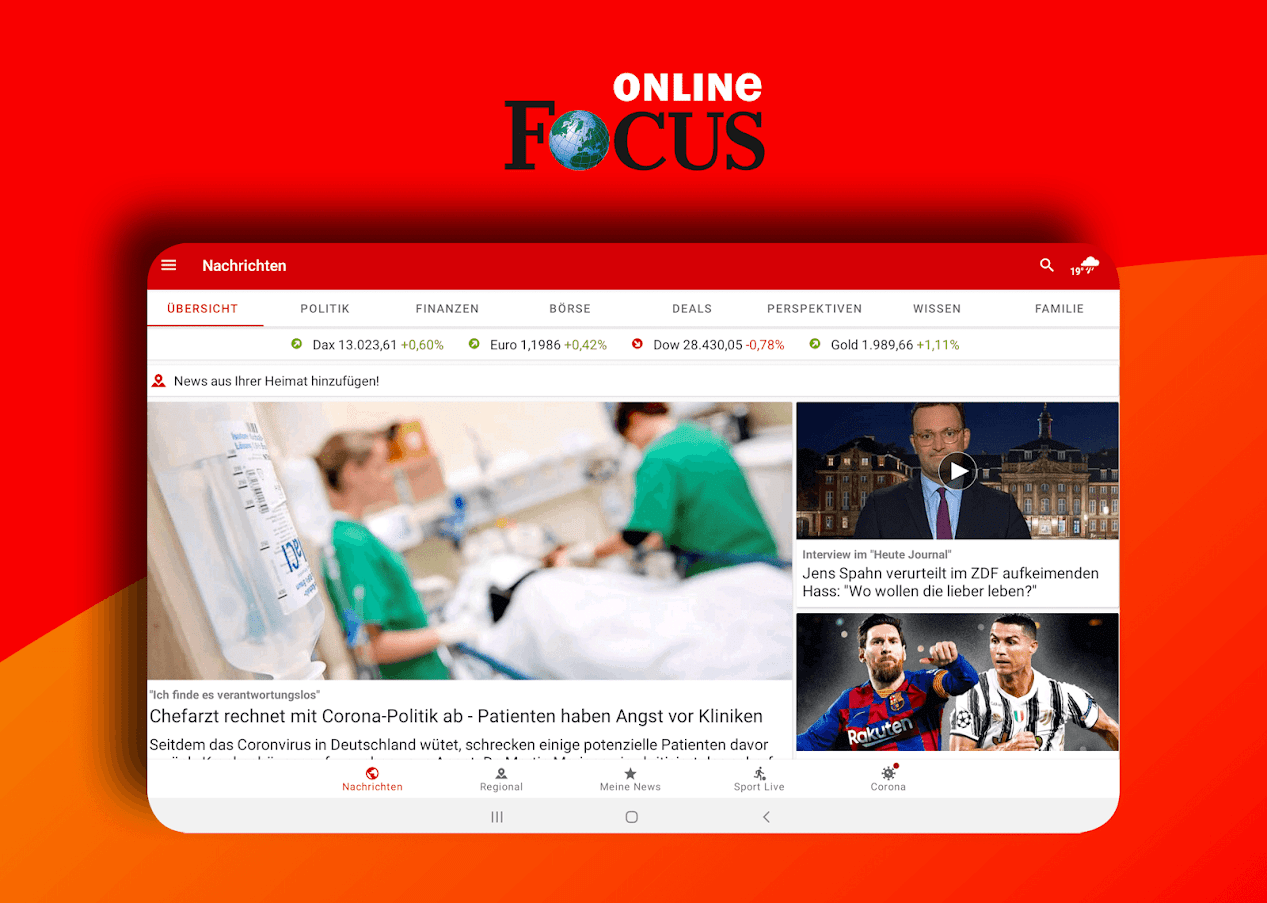 ONLINE
FOCUS
Nachrichten
19°
ÜBERSICHT POLITIK FINANZEN BÖRSE DEALS PERSPEKTIVEN WISSEN FAMILIE
Dax 13.023,61 +0,60% Euro 1,1986 +0,42% Dow 28.430,05 -0,78% Gold 1.989,66 +1,11%
News aus Ihrer Heimat hinzufügen!
Interview im "Heute Journal"
Jens Spahn verurteilt im ZDF aufkeimenden
Hass: "Wo wollen die lieber leben?"
Rakuten
"Ich finde es verantwortungslos"
Chefarzt rechnet mit Corona-Politik ab - Patienten haben Angst vor Kliniken
Seitdem das Coronvirus in Deutschland wütet, schrecken einige potenzielle Patienten davor
Nachrichten Regional Meine News Sport Live Corona